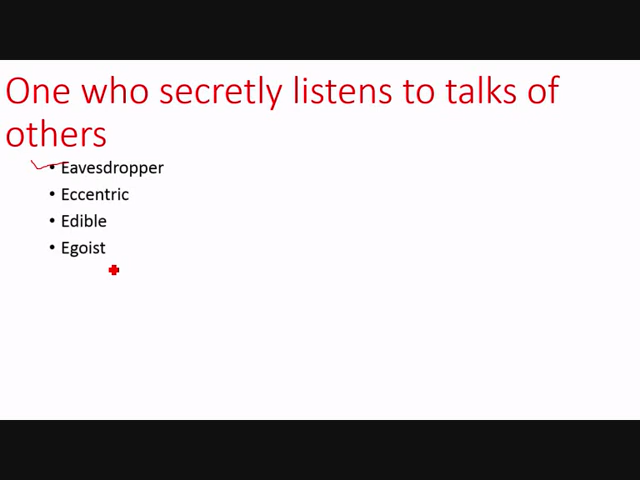 One who secretly listens to talks of
others
• Eavesdropper
• Eccentric
• Edible
• Egoist